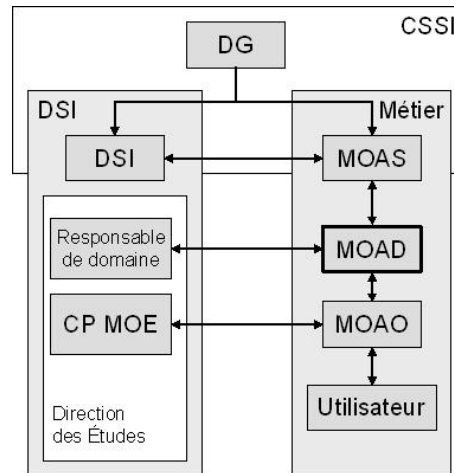 CSSI
DG
DSI
Métier
DSI
MOAS
Responsable
de domaine
MOAD
CP MOE
MOAO
Direction
des Études
Utilisateur